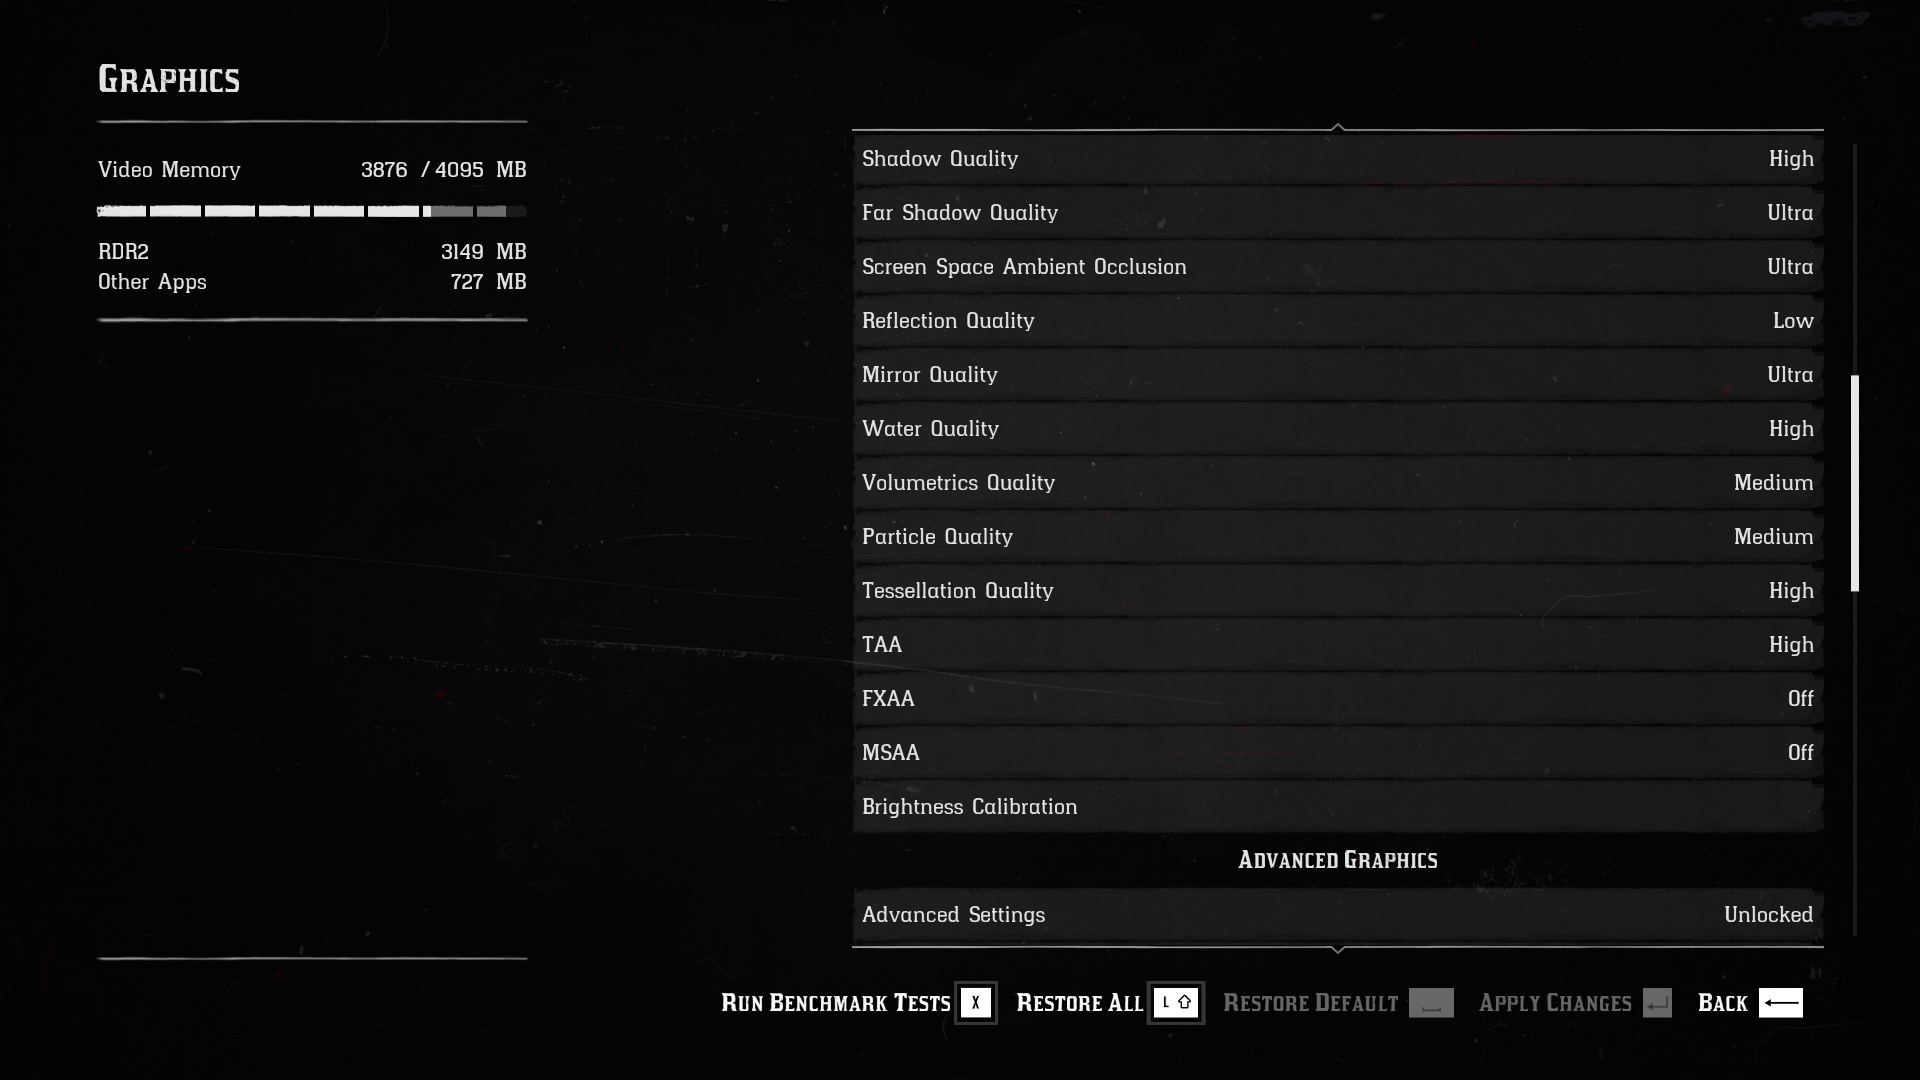 Graphics
Video Memory 3876 / 4095 MB
RDR2 3149 MB
Other Apps 727 MB
Shadow Quality High
Far Shadow Quality Ultra
Screen Space Ambient Occlusion Ultra
Reflection Quality Low
Mirror Quality Ultra
Water Quality High
Volumetrics Quality Medium
Particle Quality Medium
Tessellation Quality High
TAA High
FXAA Off
MSAA Off
Brightness Calibration
Advanced Graphics
Advanced Settings Unlocked
Run Benchmark Tests X Restore All L Restore Default Apply Changes Back